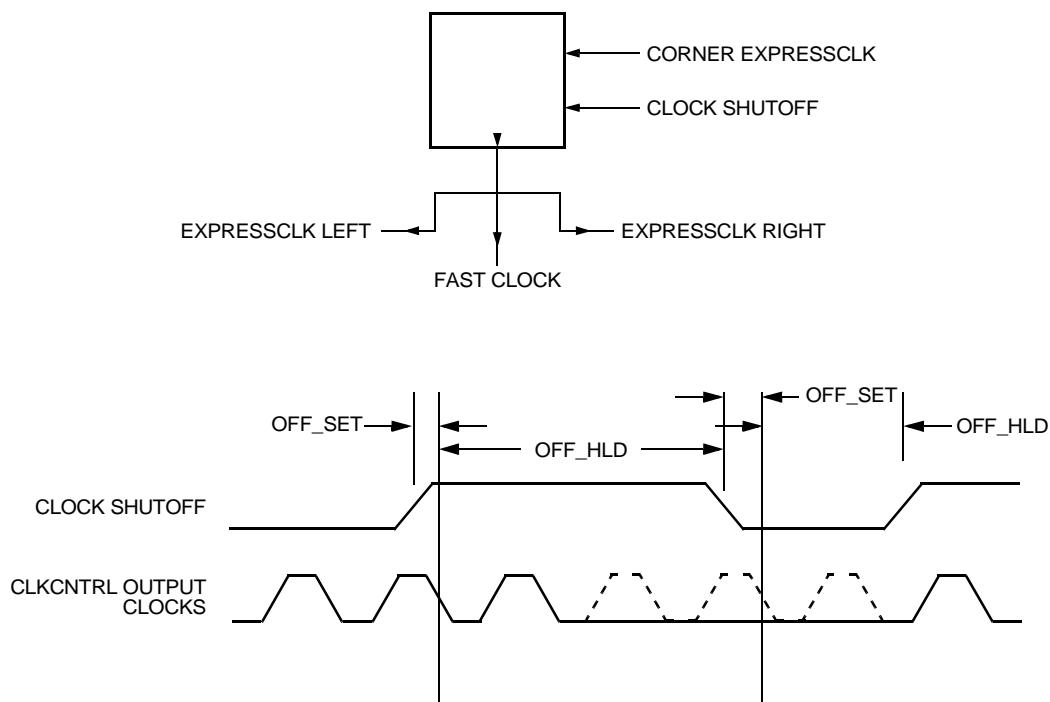 CORNER EXPRESSCLK
CLOCK SHUTOFF
EXPRESSCLK LEFT
EXPRESSCLK RIGHT
FAST CLOCK
OFF_SET
OFF_SET
OFF_HLD
OFF_HLD
CLOCK SHUTOFF
CLKCNTRL OUTPUT
CLOCKS